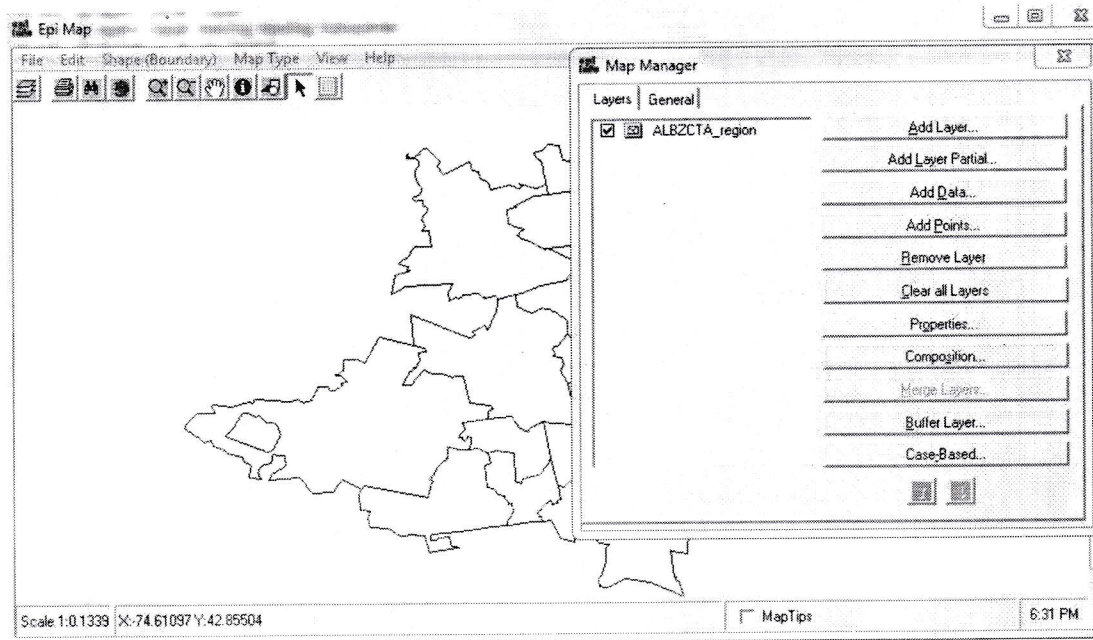 Epi Map
File Edit Shape (Boundary) Map Type View Help
Map Manager
Layers General
ALBZCTA_region
Add Layer...
Add Layer Partial...
Add Data...
Add Points...
Remove Layer
Clear all Layers
Properties...
Composition...
Merge Layers...
Buffer Layer...
Case-Based...
Scale 1:0.1339 X:-74.61097 Y:42.85504
MapTips
6:31 PM